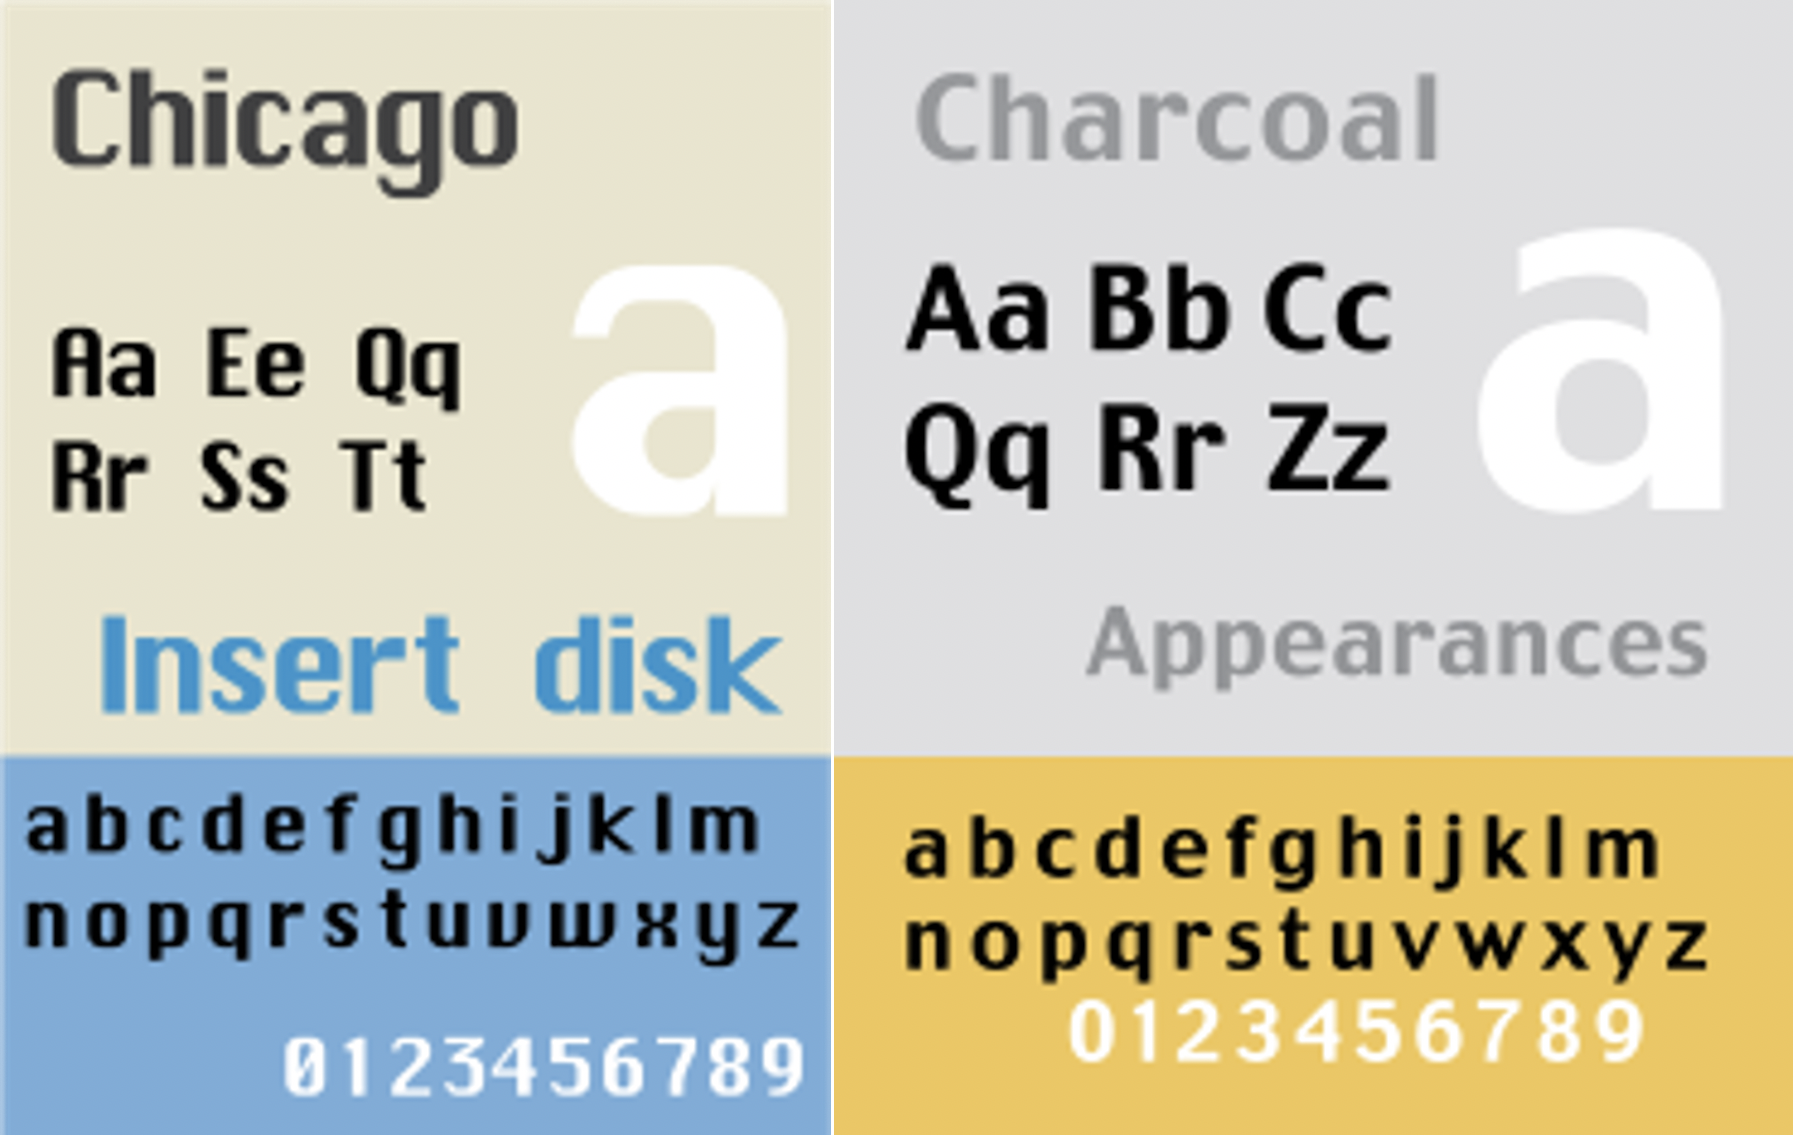 Chicago
a
Aa Ee Qq
Rr Ss Tt
Insert disk
abcdefghijklm
nopqrstuvwxyz
0123456789
Charcoal
a
Aa Bb Cc
Qq Rr Zz
Appearances
abcdefghijklm
nopqrstuvwxyz
0123456789